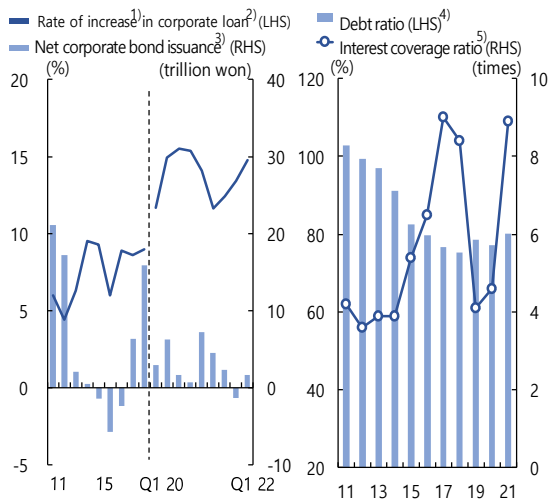 Rate of increase1) in corporate loan2) (LHS)
Net corporate bond issuance3) (RHS)
(%) (trillion won)
20 40
15 30
10 20
5 10
0 0
-5 -10
11 15 Q1 20 Q1 22
Debt ratio (LHS)4)
Interest coverage ratio5) (RHS)
(%) (times)
120 10
100 8
80 6
60 4
40 2
20 0
11 13 15 17 19 21